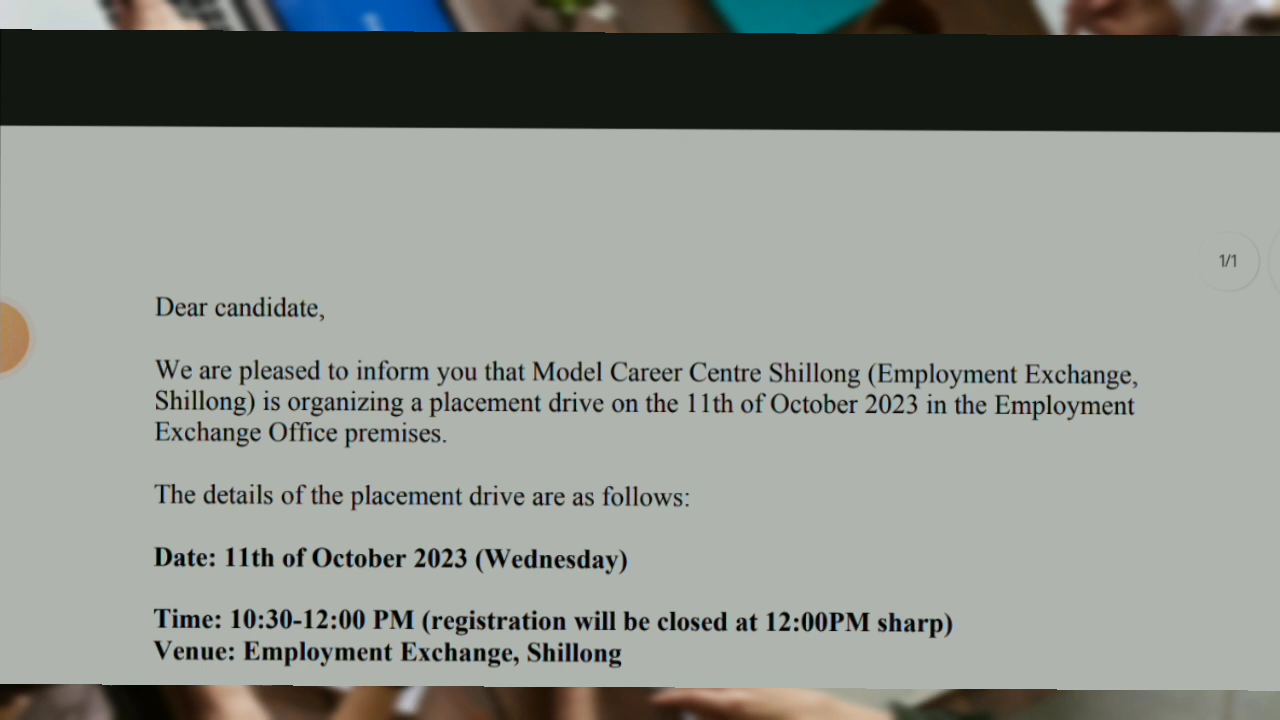 1/1
Dear candidate,
We are pleased to inform you that Model Career Centre Shillong (Employment Exchange,
Shillong) is organizing a placement drive on the 11th of October 2023 in the Employment
Exchange Office premises.
The details of the placement drive are as follows:
Date: 11th of October 2023 (Wednesday)
Time: 10:30-12:00 PM (registration will be closed at 12:00PM sharp)
Venue: Employment Exchange, Shillong